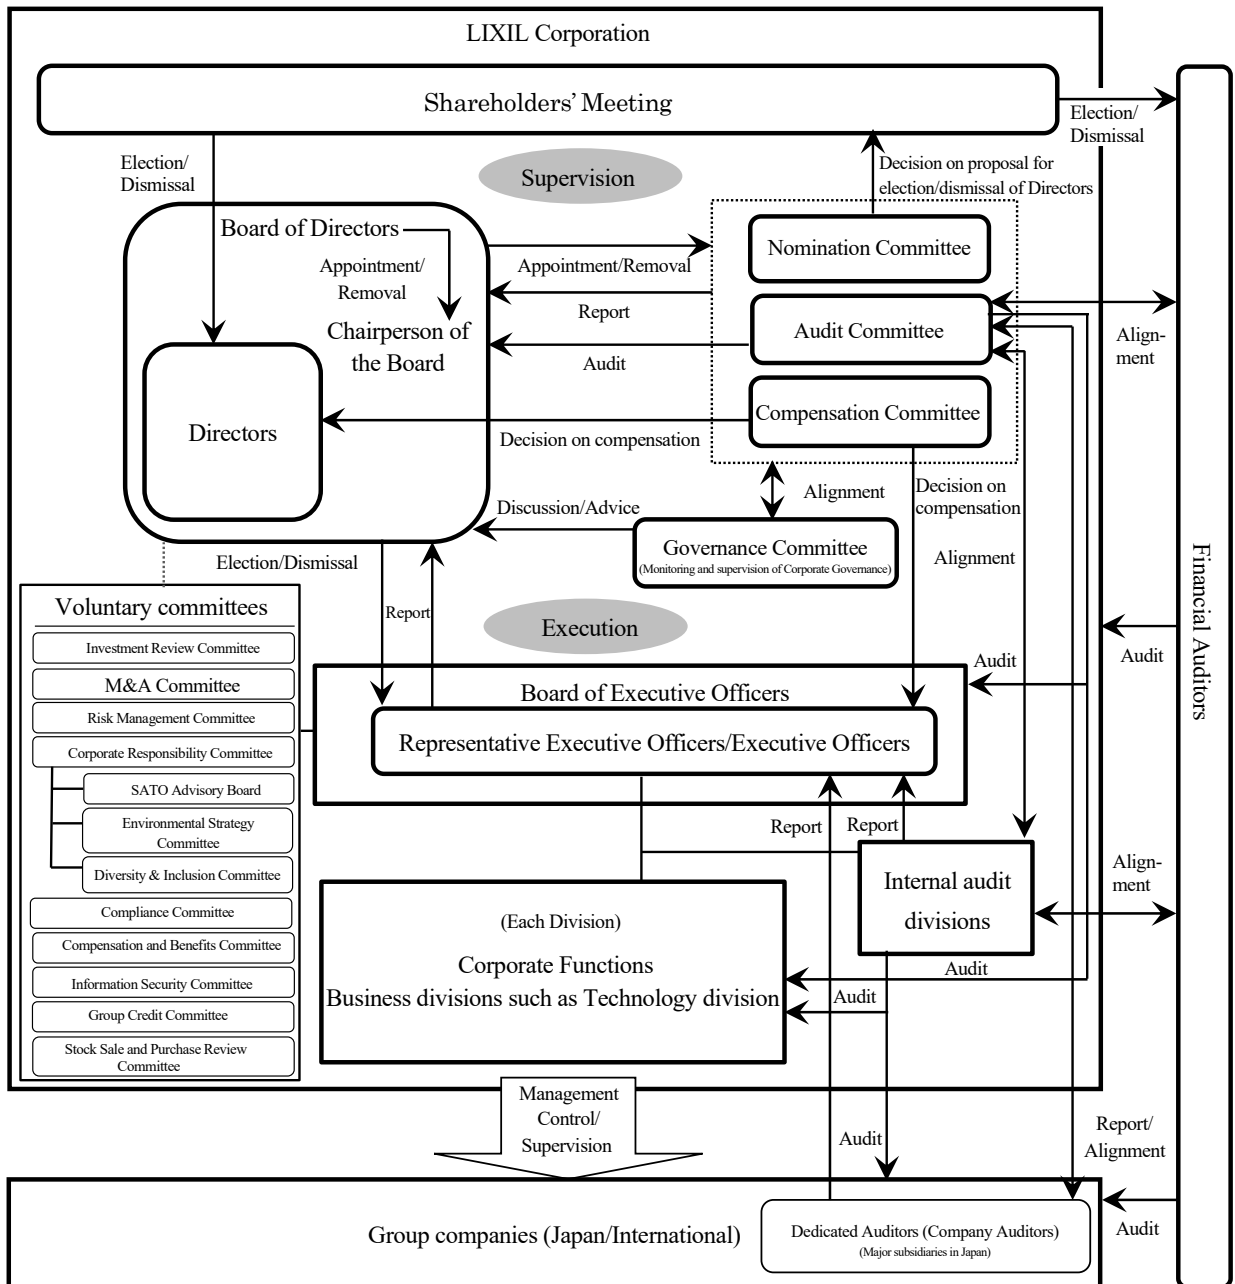 LIXIL Corporation
Shareholders’ Meeting
Election/
Dismissal
Election/
Dismissal
Supervision
Decision on proposal for
election/dismissal of Directors
Board of Directors
Appointment/
Removal
Chairperson of
the Board
Directors
Appointment/Removal
Report
Audit
Decision on compensation
Nomination Committee
Audit Committee
Compensation Committee
Align-
ment
Alignment
Decision on
compensation
Discussion/Advice
Governance Committee
(Monitoring and supervision of Corporate Governance)
Alignment
Election/Dismissal
Report
Execution
Financial Auditors
Audit
Audit
Voluntary committees
Investment Review Committee
M&A Committee
Risk Management Committee
Corporate Responsibility Committee
SATO Advisory Board
Environmental Strategy
Committee
Diversity & Inclusion Committee
Compliance Committee
Compensation and Benefits Committee
Information Security Committee
Group Credit Committee
Stock Sale and Purchase Review
Committee
Board of Executive Officers
Representative Executive Officers/Executive Officers
Report
Report
Internal audit
divisions
Align-
ment
(Each Division)
Corporate Functions
Business divisions such as Technology division
Audit
Audit
Management
Control/
Supervision
Audit
Report/
Alignment
Group companies (Japan/International)
Dedicated Auditors (Company Auditors)
(Major subsidiaries in Japan)
Audit